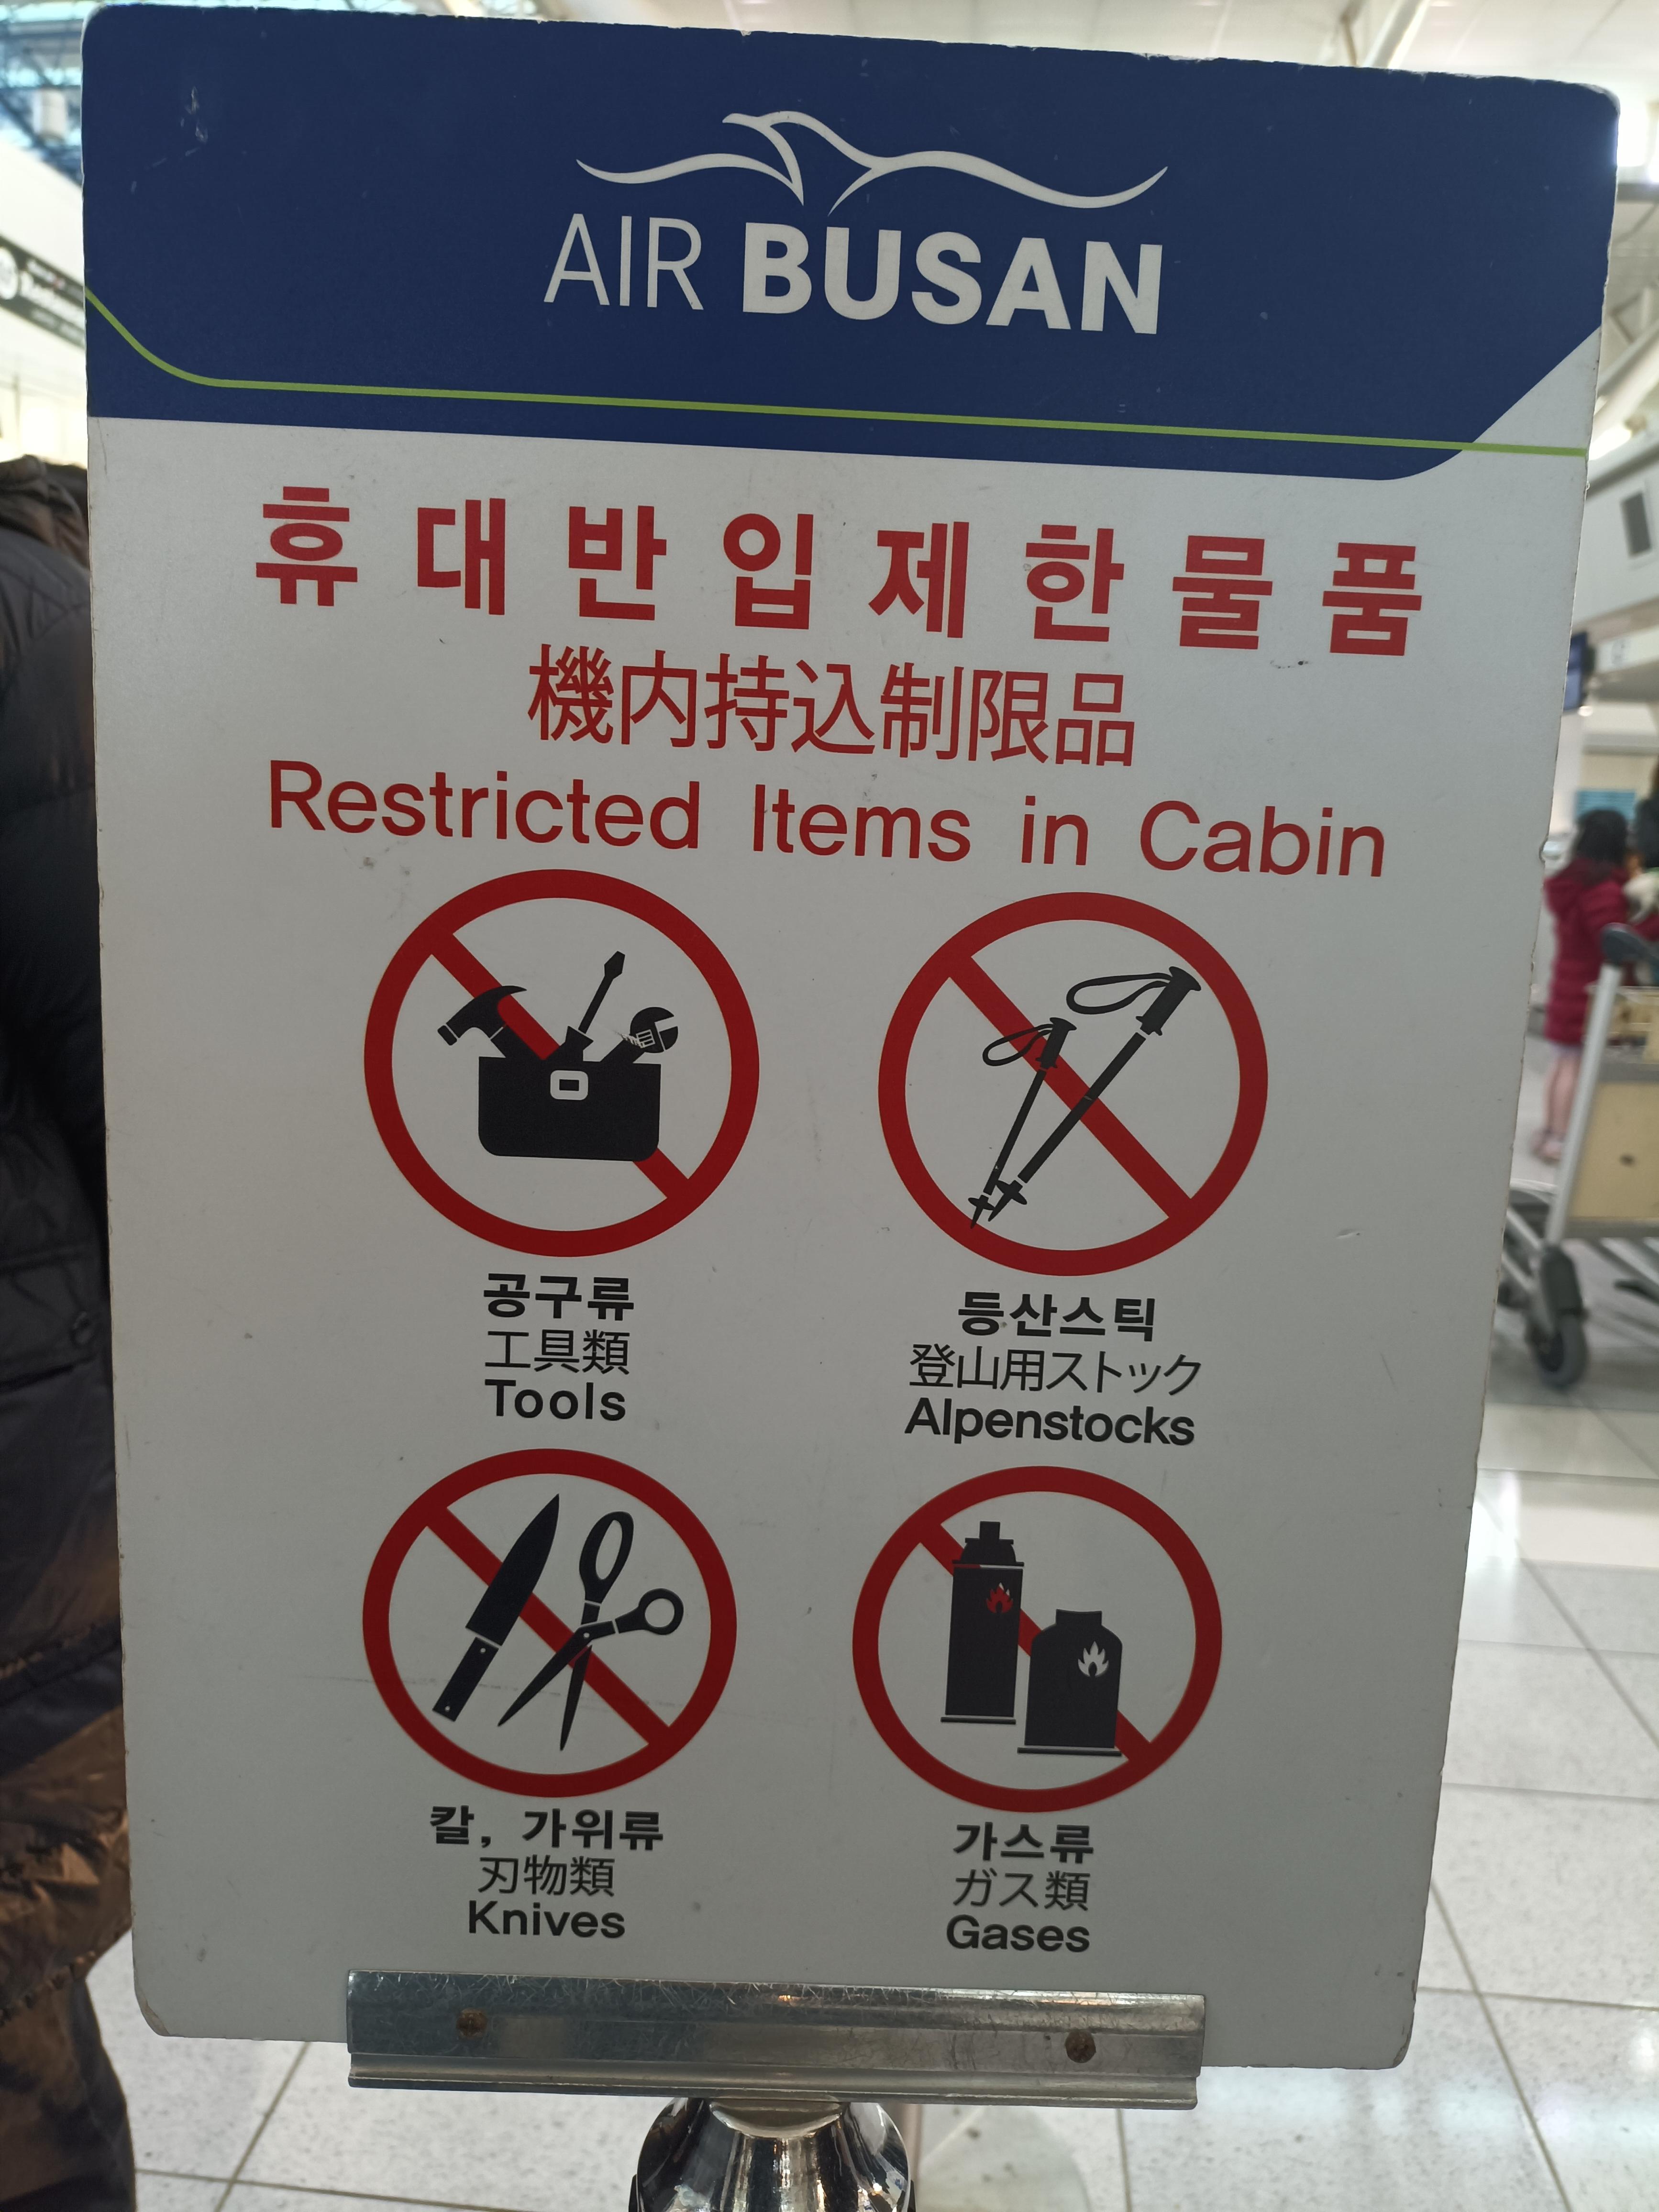 AIR BUSAN
휴대반입제한물품
機内持込制限品
Restricted Items in Cabin
공구류
工具類
Tools
등산스틱
登山用ストック
Alpenstocks
칼, 가위류
刃物類
Knives
가스류
ガス類
Gases